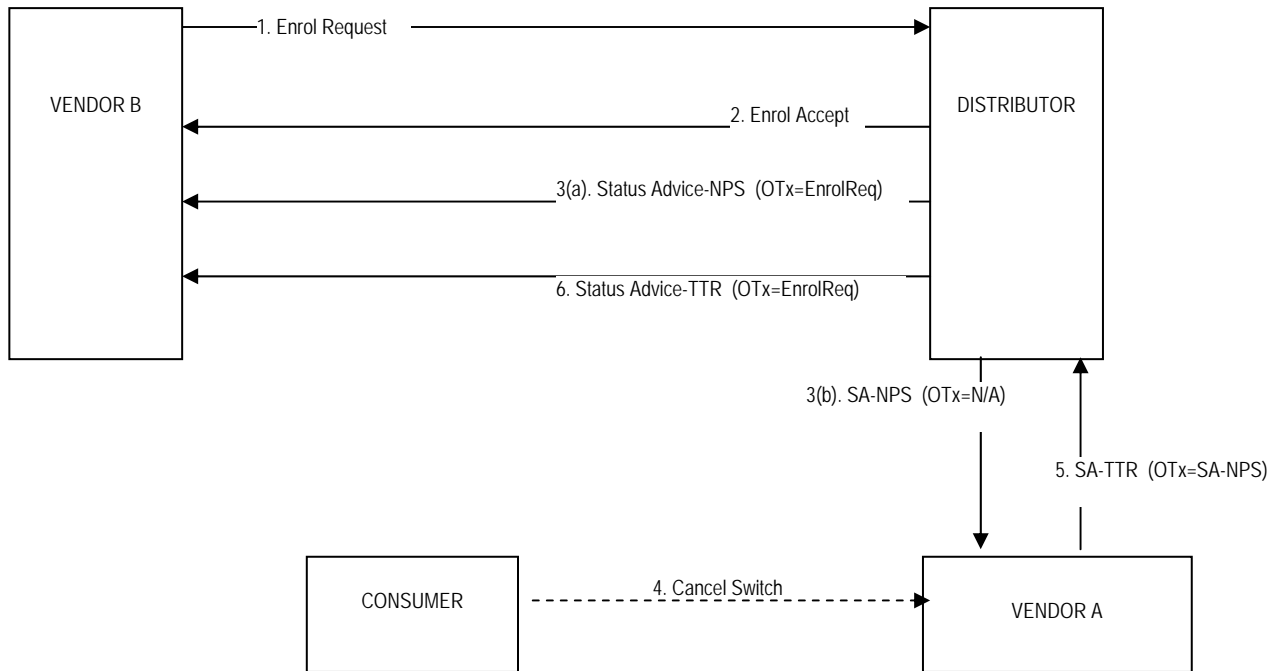 1. Enrol Request
VENDOR B
DISTRIBUTOR
2. Enrol Accept
3(a). Status Advice-NPS (OTx=EnrolReq)
6. Status Advice-TTR (OTx=EnrolReq)
3(b). SA-NPS (OTx=N/A)
5. SA-TTR (OTx=SA-NPS)
4. Cancel Switch
CONSUMER
VENDOR A